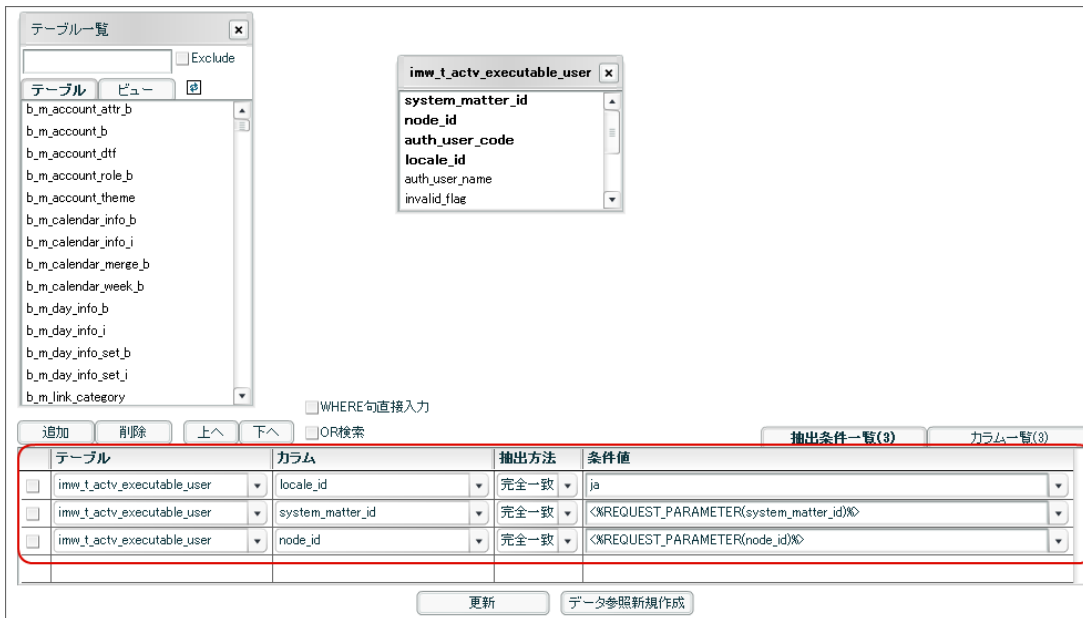 テーブル一覧
Exclude
テーブル ビュー
b_m_account_attr_b
b_m_account_b
b_m_account_dtf
b_m_account_role_b
b_m_account_theme
b_m_calendar_info_b
b_m_calendar_info_i
b_m_calendar_merge_b
b_m_calendar_week_b
b_m_day_info_b
b_m_day_info_i
b_m_day_info_set_b
b_m_day_info_set_i
b_m_link_category
imw_t_actv_executable_user
system_matter_id
node_id
auth_user_code
locale_id
auth_user_name
invalid_flag
WHERE句直接入力
追加 削除 上へ 下へ OR検索 抽出条件一覧(3) カラム一覧(3)
テーブル カラム 抽出方法 条件値
imw_t_actv_executable_user locale_id 完全一致 ja
imw_t_actv_executable_user system_matter_id 完全一致 <%REQUEST_PARAMETER(system_matter_id)%>
imw_t_actv_executable_user node_id 完全一致 <%REQUEST_PARAMETER(node_id)%>
更新 データ参照新規作成